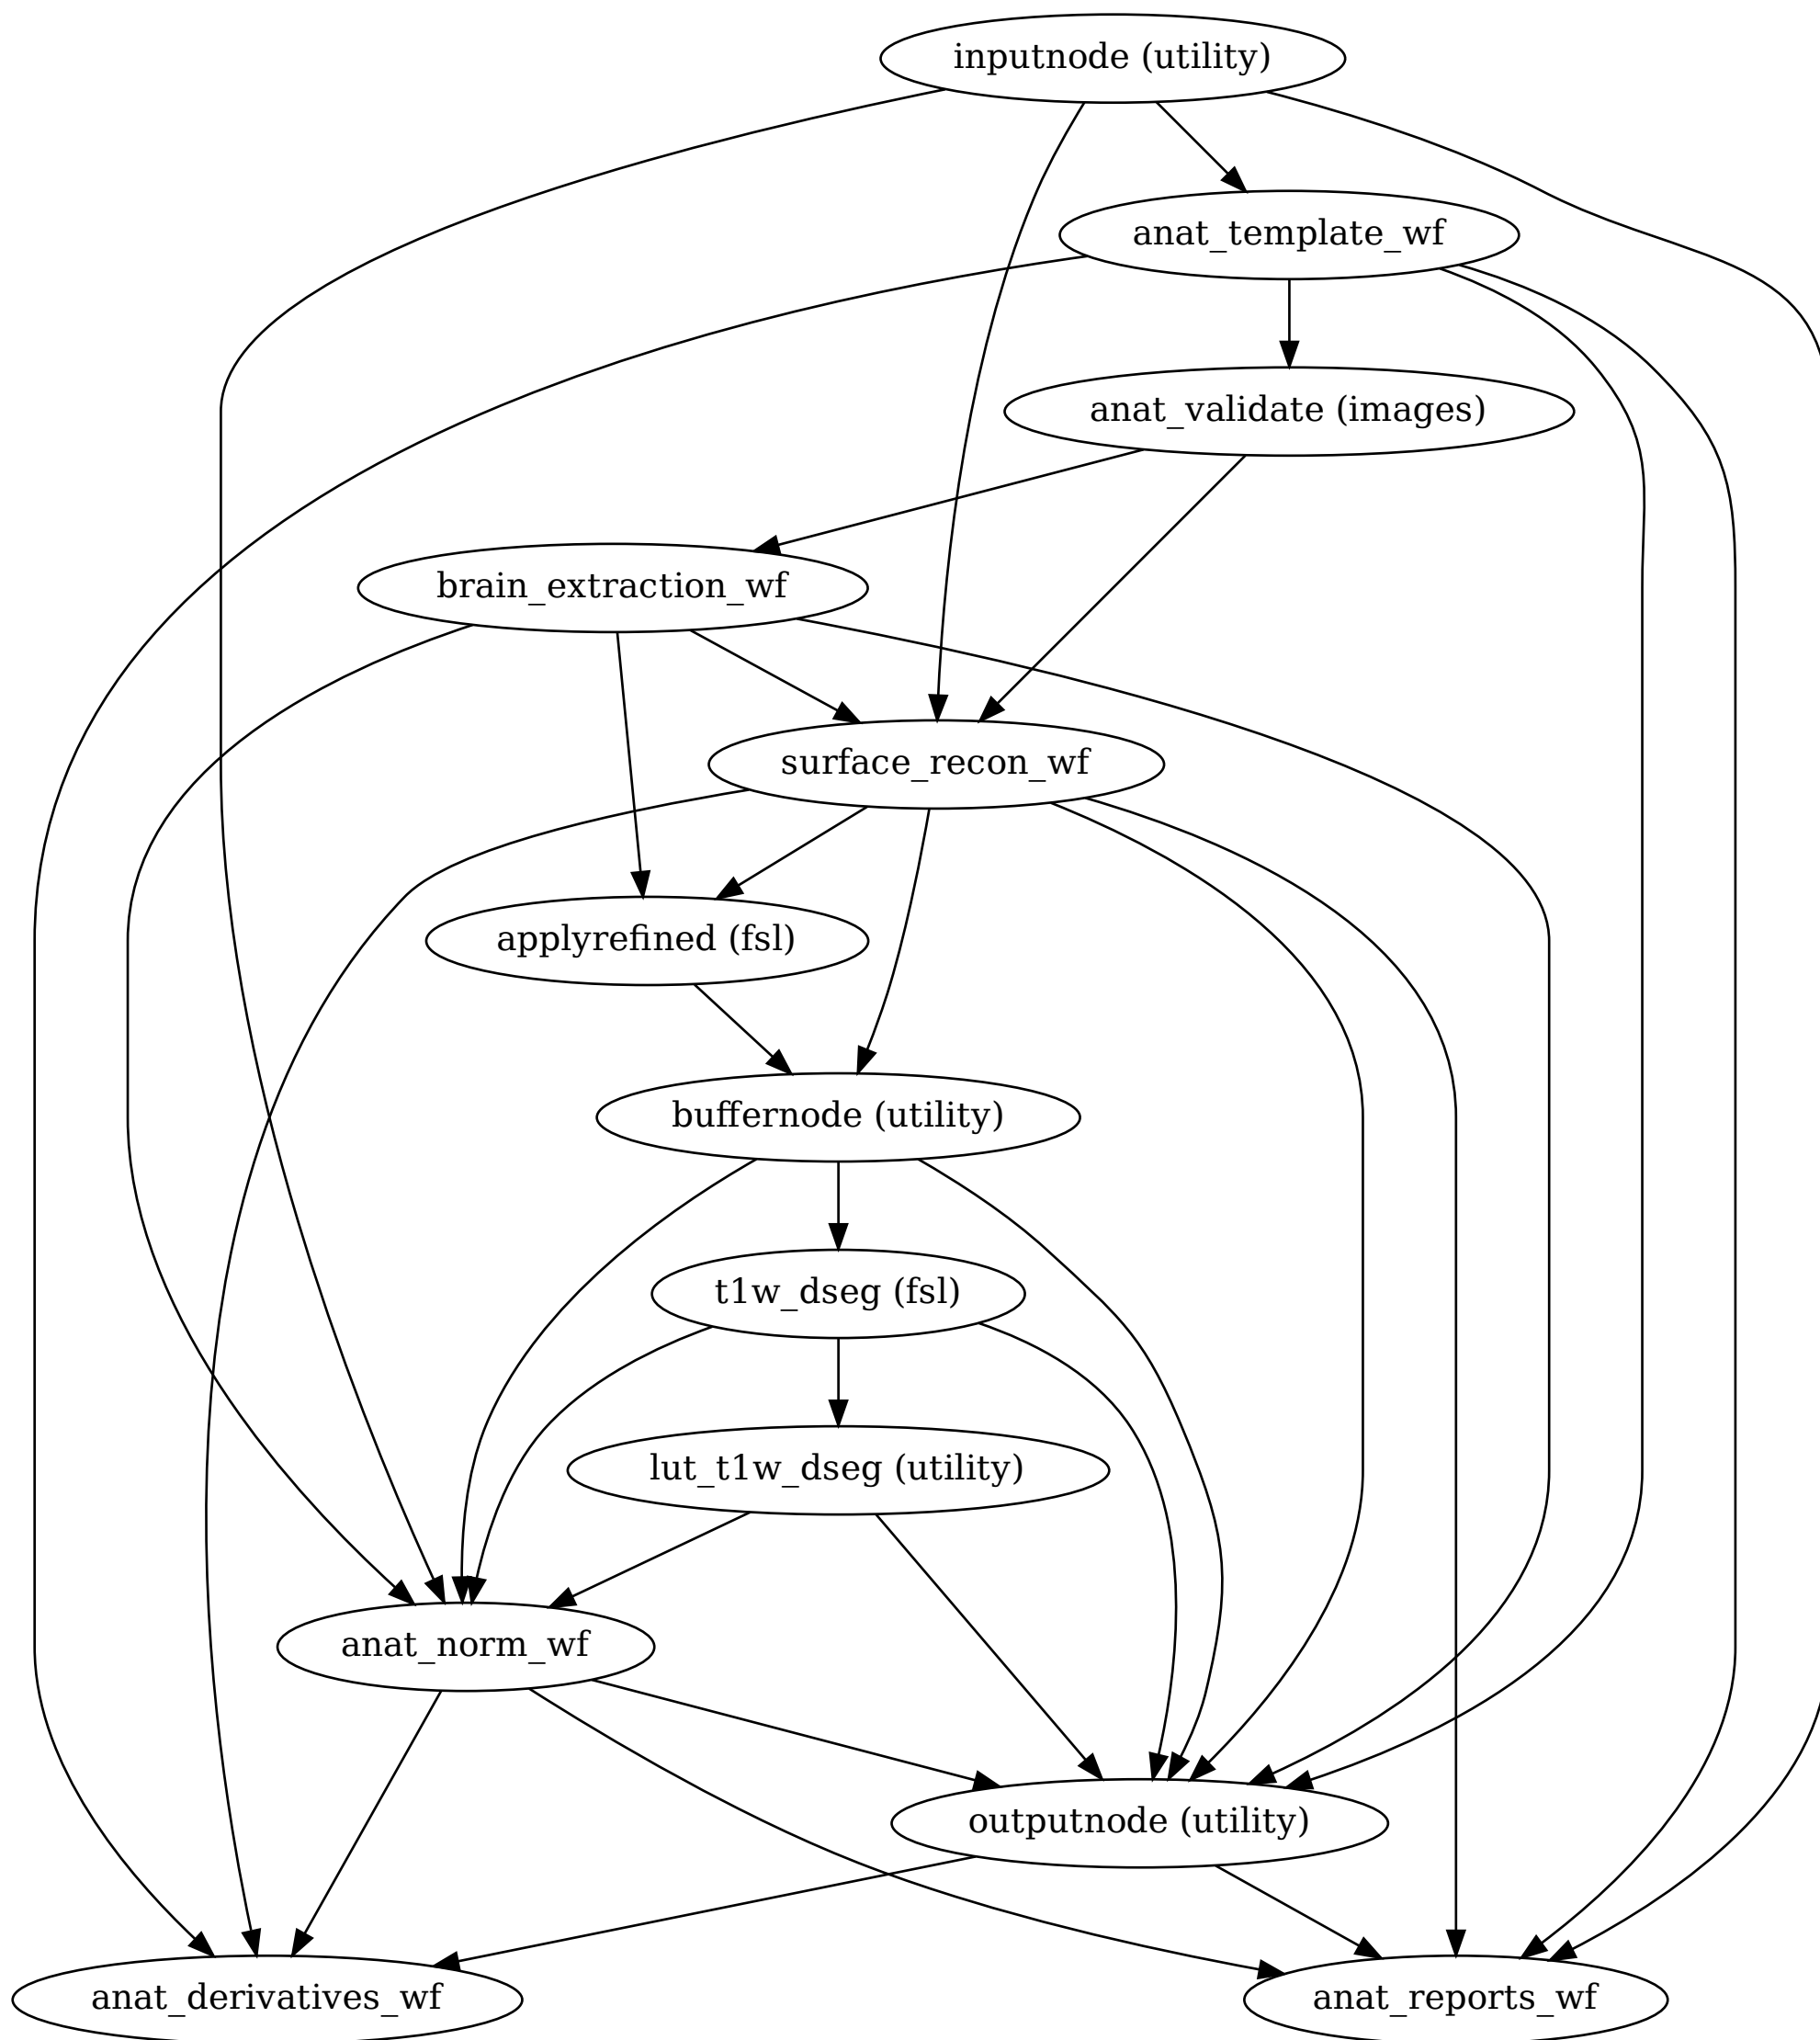 inputnode (utility)
anat_template_wf
anat_validate (images)
brain_extraction_wf
surface_recon_wf
applyrefined (fsl)
buffernode (utility)
t1w_dseg (fsl)
lut_t1w_dseg (utility)
anat_norm_wf
outputnode (utility)
anat_derivatives_wf
anat_reports_wf